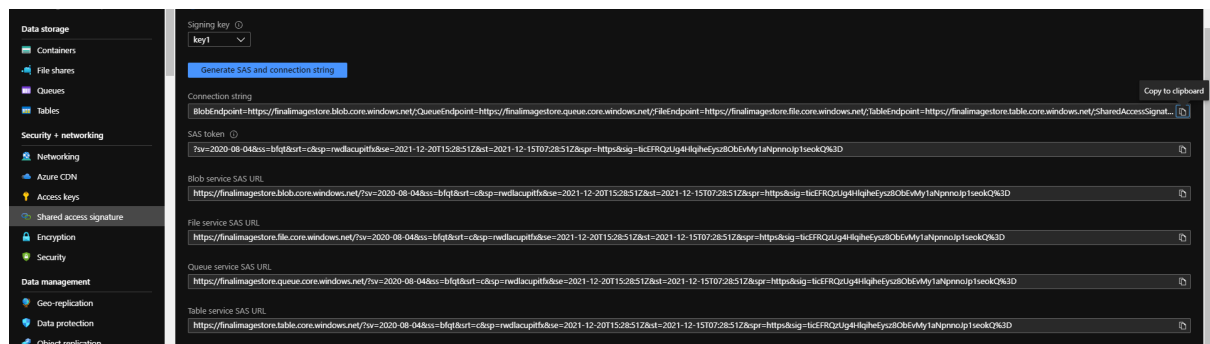 Data storage
Containers
File shares
Queues
Tables
Security + networking
Networking
Azure CDN
Access keys
Shared access signature
Encryption
Security
Data management
Geo-replication
Data protection
Object replication
Signing key
key1
Generate SAS and connection string
Copy to clipboard
Connection string
BlobEndpoint=https://finalimagestore.blob.core.windows.net/;QueueEndpoint=https://finalimagestore.queue.core.windows.net/;FileEndpoint=https://finalimagestore.file.core.windows.net/;TableEndpoint=https://finalimagestore.table.core.windows.net/;SharedAccessSignat...
SAS token
?sv=2020-08-04&ss=bfqt&srt=c&sp=rwdlacupitfx&se=2021-12-20T15:28:51Z&st=2021-12-15T07:28:51Z&spr=https&sig=ticEFRQzUg4HlqiheEysz8ObEvMy1aNpnnoJp1seokQ%3D
Blob service SAS URL
https://finalimagestore.blob.core.windows.net/?sv=2020-08-04&ss=bfqt&srt=c&sp=rwdlacupitfx&se=2021-12-20T15:28:51Z&st=2021-12-15T07:28:51Z&spr=https&sig=ticEFRQzUg4HlqiheEysz8ObEvMy1aNpnnoJp1seokQ%3D
File service SAS URL
https://finalimagestore.file.core.windows.net/?sv=2020-08-04&ss=bfqt&srt=c&sp=rwdlacupitfx&se=2021-12-20T15:28:51Z&st=2021-12-15T07:28:51Z&spr=https&sig=ticEFRQzUg4HlqiheEysz8ObEvMy1aNpnnoJp1seokQ%3D
Queue service SAS URL
https://finalimagestore.queue.core.windows.net/?sv=2020-08-04&ss=bfqt&srt=c&sp=rwdlacupitfx&se=2021-12-20T15:28:51Z&st=2021-12-15T07:28:51Z&spr=https&sig=ticEFRQzUg4HlqiheEysz8ObEvMy1aNpnnoJp1seokQ%3D
Table service SAS URL
https://finalimagestore.table.core.windows.net/?sv=2020-08-04&ss=bfqt&srt=c&sp=rwdlacupitfx&se=2021-12-20T15:28:51Z&st=2021-12-15T07:28:51Z&spr=https&sig=ticEFRQzUg4HlqiheEysz8ObEvMy1aNpnnoJp1seokQ%3D